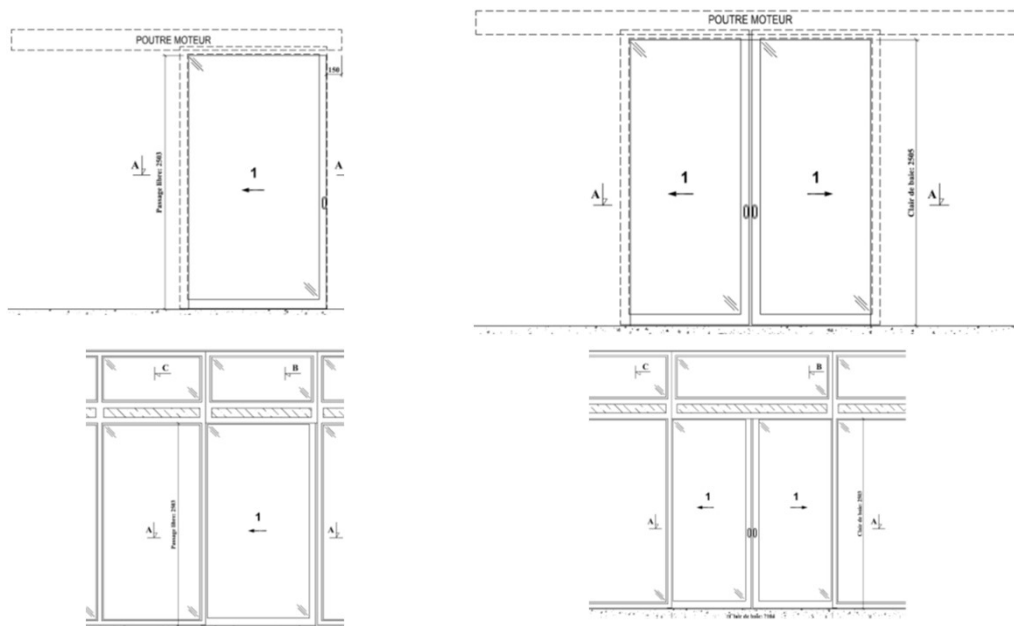 POUTRE MOTEUR
150
Passage libre: 2503
A
A
1
POUTRE MOTEUR
1
1
A
A
Clair de baie: 2505
C
B
Passage libre: 2503
A
A
1
C
B
1
1
A
A
Clair de baie: 2505